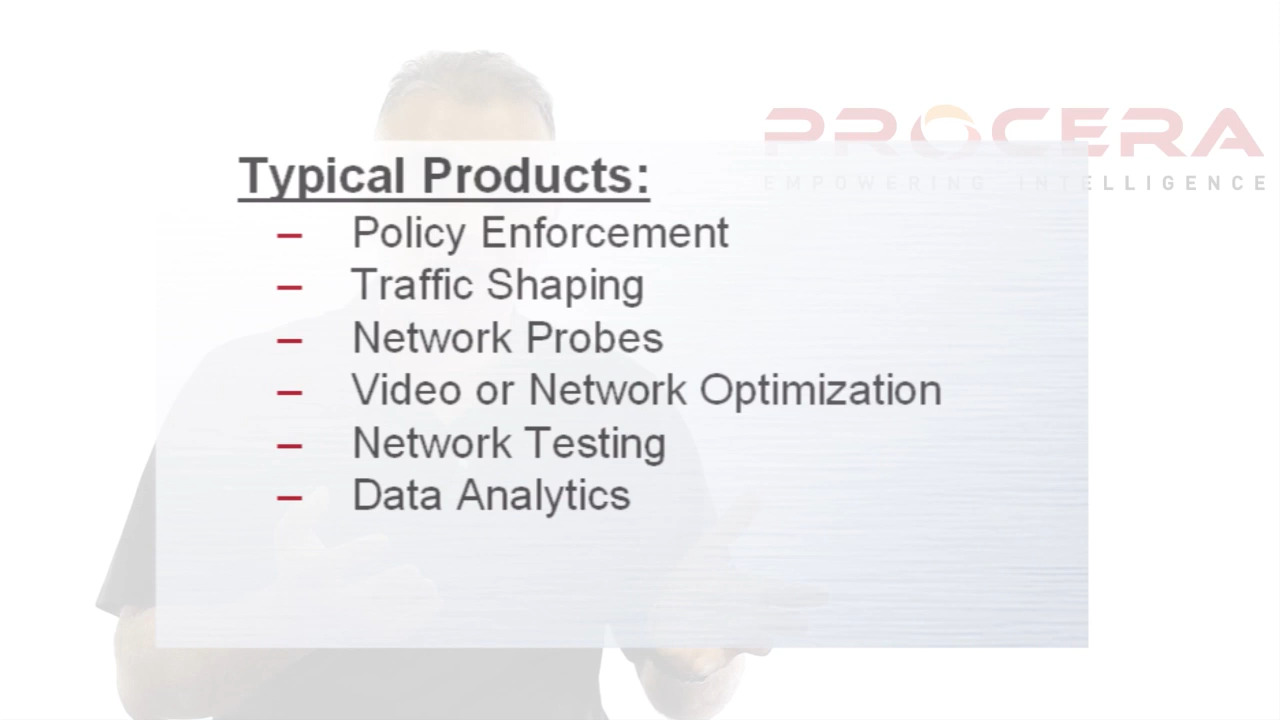 PROCERA
EMPOWERING INTELLIGENCE
Typical Products:
– Policy Enforcement
– Traffic Shaping
– Network Probes
– Video or Network Optimization
– Network Testing
– Data Analytics